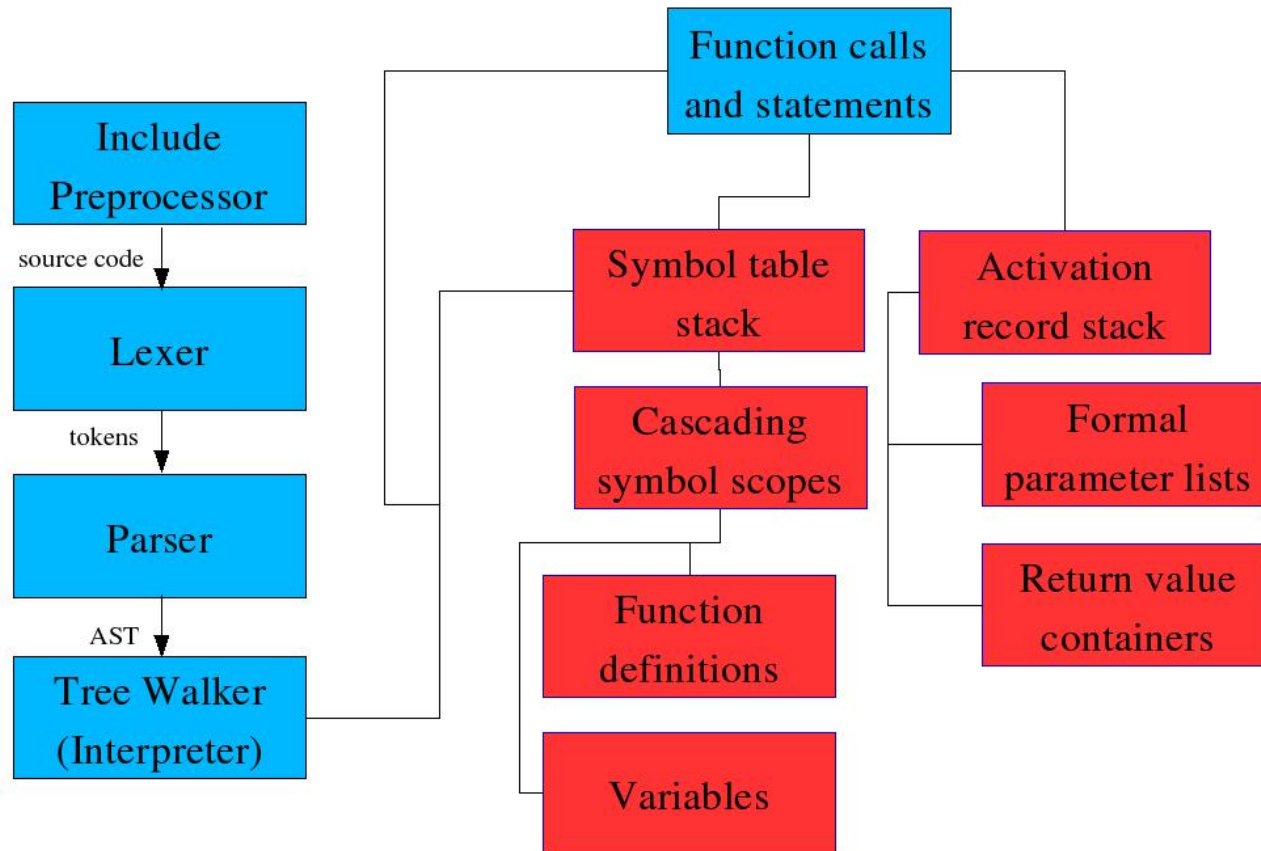 Include
Preprocessor
source code
Lexer
tokens
Parser
AST
Tree Walker
(Interpreter)
Function calls
and statements
Symbol table
stack
Cascading
symbol scopes
Function
definitions
Variables
Activation
record stack
Formal
parameter lists
Return value
containers